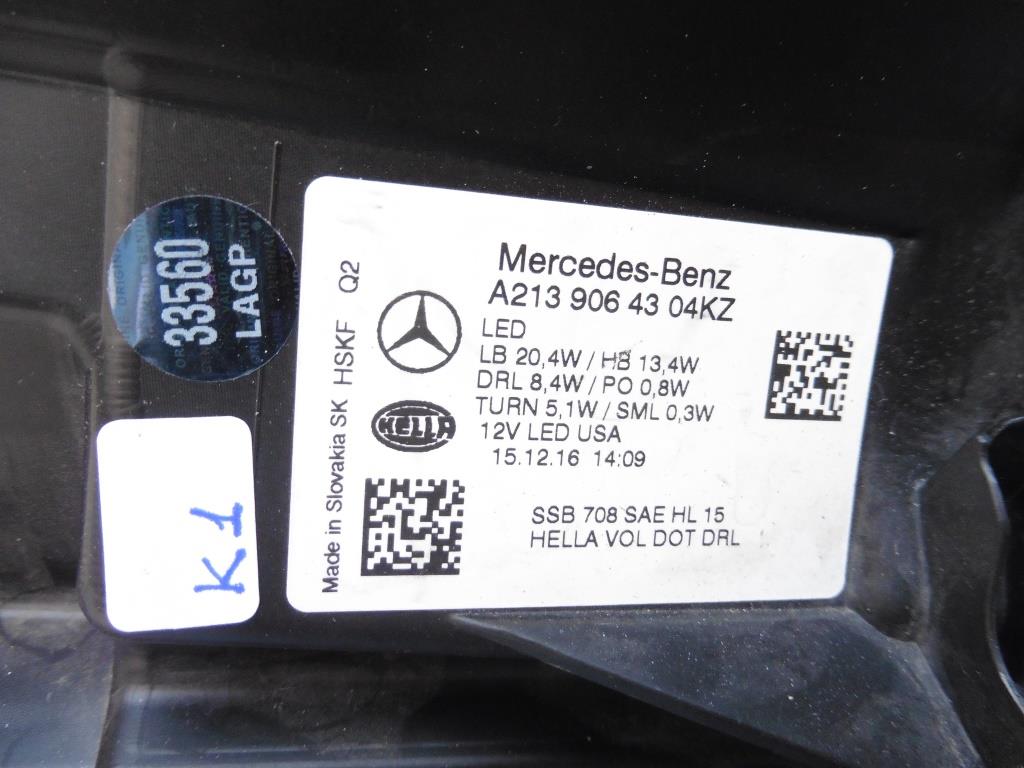 33560
LAGP
K1
Made in Slovakia SK HSKF Q2
Mercedes-Benz
A213 906 43 04KZ
LED
LB 20,4W / HB 13,4W
DRL 8,4W / PO 0,8W
TURN 5,1W / SML 0,3W
12V LED USA
15.12.16 14:09
HELLA
SSB 708 SAE HL 15
HELLA VOL DOT DRL